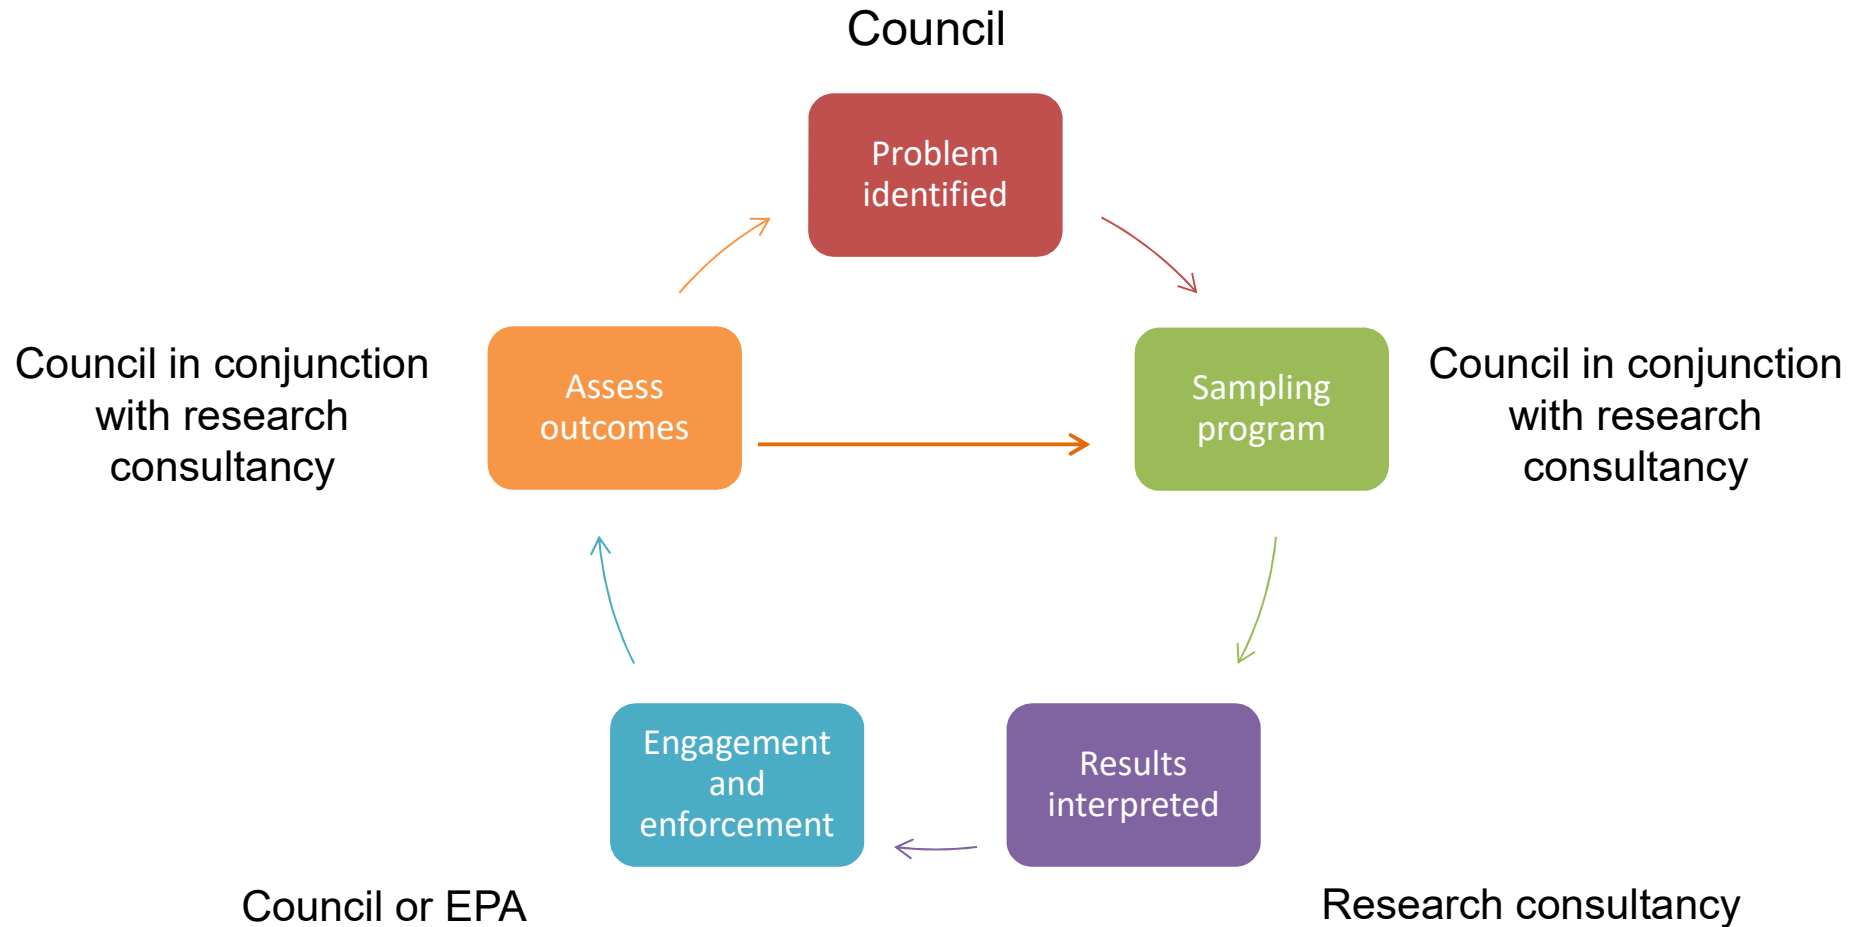 Council
Problem
identified
Council in conjunction
with research
consultancy
Assess
outcomes
Sampling
program
Council in conjunction
with research
consultancy
Engagement
and
enforcement
Results
interpreted
Council or EPA
Research consultancy